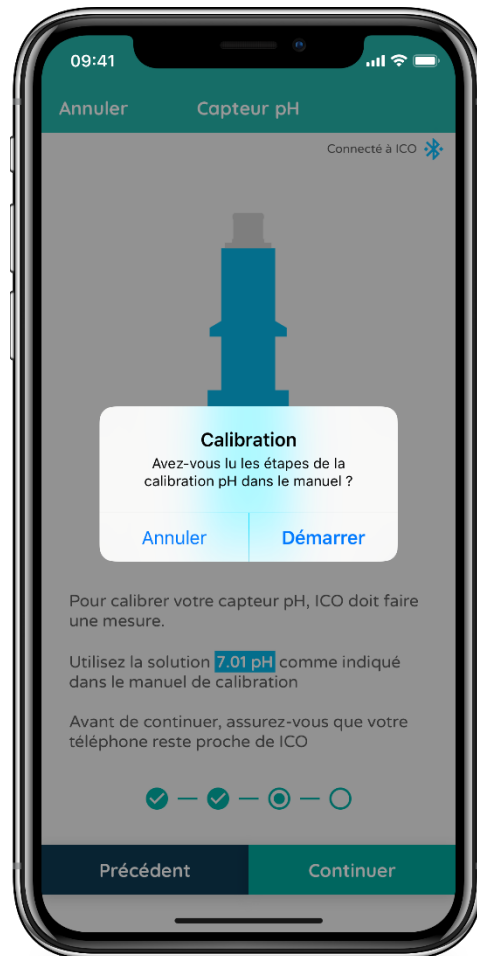 09:41
Annuler Capteur pH
Connecté à ICO
Calibration
Avez-vous lu les étapes de la
calibration pH dans le manuel ?
Annuler Démarrer
Pour calibrer votre capteur pH, ICO doit faire
une mesure.
Utilisez la solution 7.01 pH comme indiqué
dans le manuel de calibration
Avant de continuer, assurez-vous que votre
téléphone reste proche de ICO
Précédent Continuer